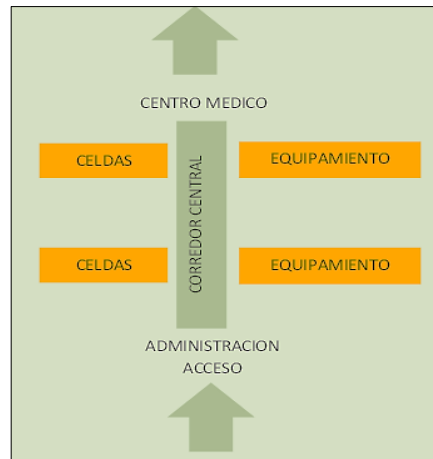 CENTRO MEDICO
CELDAS
EQUIPAMIENTO
CORREDOR CENTRAL
CELDAS
EQUIPAMIENTO
ADMINISTRACION
ACCESO